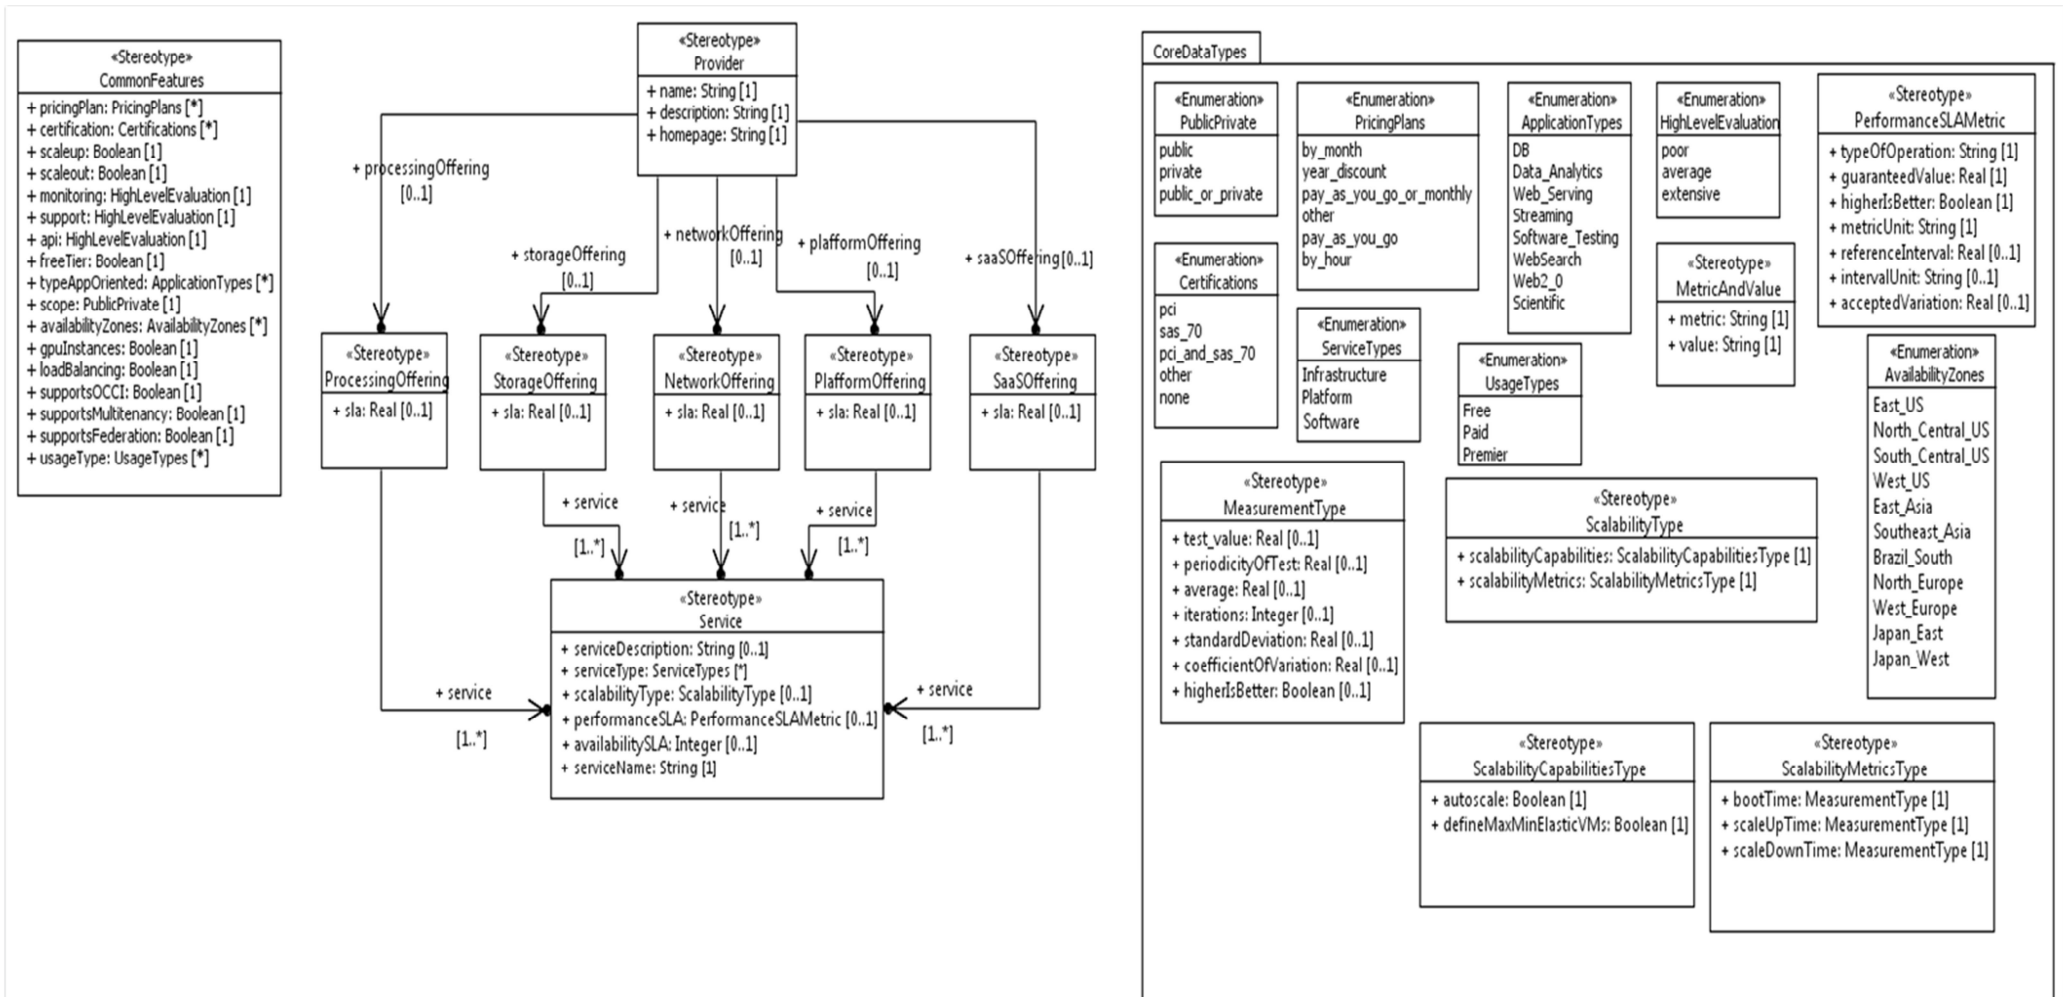 «Stereotype»
CommonFeatures
+ pricingPlan: PricingPlans [*]
+ certification: Certifications [*]
+ scaleup: Boolean [1]
+ scaleout: Boolean [1]
+ monitoring: HighLevelEvaluation [1]
+ support: HighLevelEvaluation [1]
+ api: HighLevelEvaluation [1]
+ freeTier: Boolean [1]
+ typeAppOriented: ApplicationTypes [*]
+ scope: PublicPrivate [1]
+ availabilityZones: AvailabilityZones [*]
+ gpuInstances: Boolean [1]
+ loadBalancing: Boolean [1]
+ supportsOCCI: Boolean [1]
+ supportsMultitenancy: Boolean [1]
+ supportsFederation: Boolean [1]
+ usageType: UsageTypes [*]
«Stereotype»
Provider
+ name: String [1]
+ description: String [1]
+ homepage: String [1]
+ processingOffering
[0..1]
+ storageOffering
[0..1]
+ networkOffering
[0..1]
+ plafformOffering
[0..1]
+ saaSOffering[0..1]
«Stereotype»
ProcessingOffering
+ sla: Real [0..1]
«Stereotype»
StorageOffering
+ sla: Real [0..1]
«Stereotype»
NetworkOffering
+ sla: Real [0..1]
«Stereotype»
PlafformOffering
+ sla: Real [0..1]
«Stereotype»
SaaSOffering
+ sla: Real [0..1]
+ service
[1..*]
+ service
[1..*]
+ service
[1..*]
+ service
[1..*]
+ service
[1..*]
«Stereotype»
Service
+ serviceDescription: String [0..1]
+ serviceType: ServiceTypes [*]
+ scalabilityType: ScalabilityType [0..1]
+ performanceSLA: PerformanceSLAMetric [0..1]
+ availabilitySLA: Integer [0..1]
+ serviceName: String [1]
CoreDataTypes
«Enumeration»
PublicPrivate
public
private
public_or_private
«Enumeration»
PricingPlans
by_month
year_discount
pay_as_you_go_or_monthly
other
pay_as_you_go
by_hour
«Enumeration»
ApplicationTypes
DB
Data_Analytics
Web_Serving
Streaming
Software_Testing
WebSearch
Web2_0
Scientific
«Enumeration»
HighLevelEvaluation
poor
average
extensive
«Stereotype»
PerformanceSLAMetric
+ typeOfOperation: String [1]
+ guaranteedValue: Real [1]
+ higherIsBetter: Boolean [1]
+ metricUnit: String [1]
+ referenceInterval: Real [0..1]
+ intervalUnit: String [0..1]
+ acceptedVariation: Real [0..1]
«Enumeration»
Certifications
pci
sas_70
pci_and_sas_70
other
none
«Enumeration»
ServiceTypes
Infrastructure
Platform
Software
«Enumeration»
UsageTypes
Free
Paid
Premier
«Stereotype»
MetricAndValue
+ metric: String [1]
+ value: String [1]
«Enumeration»
AvailabilityZones
East_US
North_Central_US
South_Central_US
West_US
East_Asia
Southeast_Asia
Brazil_South
North_Europe
West_Europe
Japan_East
Japan_West
«Stereotype»
MeasurementType
+ test_value: Real [0..1]
+ periodicityOfTest: Real [0..1]
+ average: Real [0..1]
+ iterations: Integer [0..1]
+ standardDeviation: Real [0..1]
+ coefficientOfVariation: Real [0..1]
+ higherIsBetter: Boolean [0..1]
«Stereotype»
ScalabilityType
+ scalabilityCapabilities: ScalabilityCapabilitiesType [1]
+ scalabilityMetrics: ScalabilityMetricsType [1]
«Stereotype»
ScalabilityCapabilitiesType
+ autoscale: Boolean [1]
+ defineMaxMinElasticVMs: Boolean [1]
«Stereotype»
ScalabilityMetricsType
+ bootTime: MeasurementType [1]
+ scaleUpTime: MeasurementType [1]
+ scaleDownTime: MeasurementType [1]